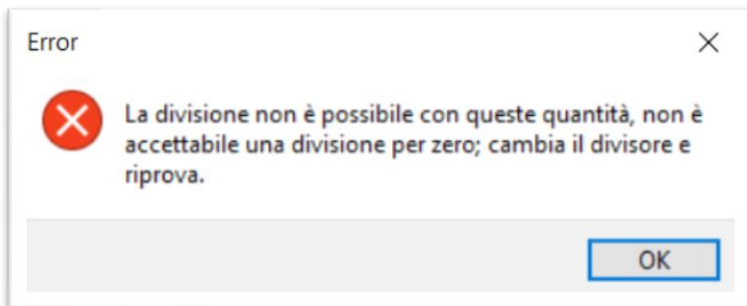 Error
La divisione non è possibile con queste quantità, non è
accettabile una divisione per zero; cambia il divisore e
riprova.
OK